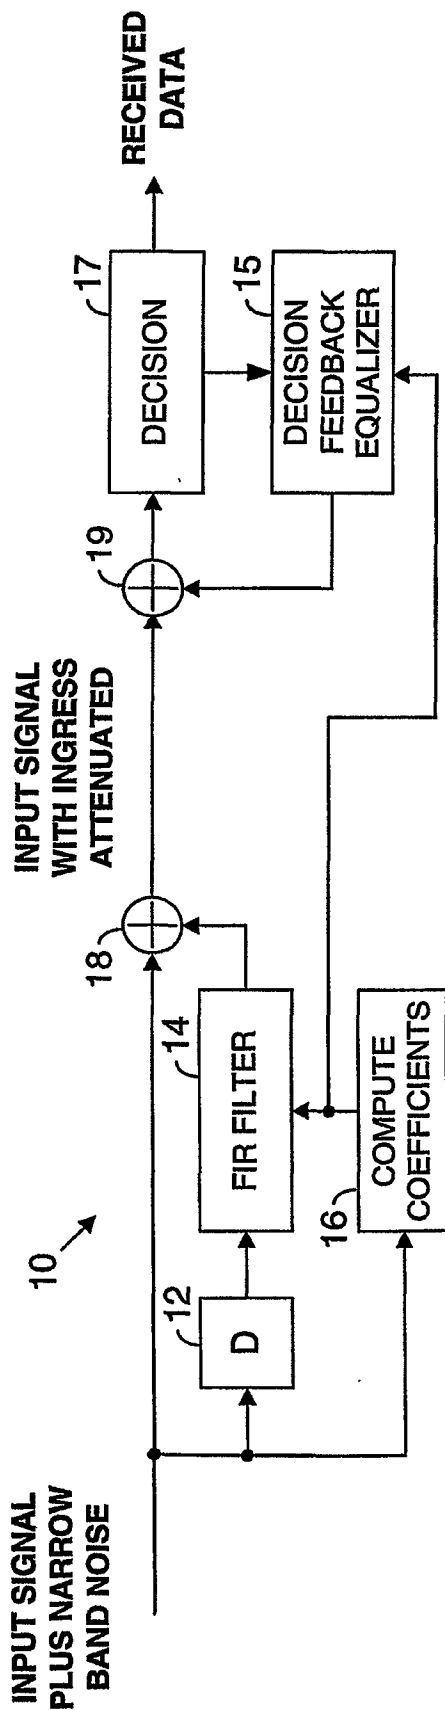 INPUT SIGNAL
PLUS NARROW
BAND NOISE
10
12
D
14
FIR FILTER
16
COMPUTE
COEFFICIENTS
18
INPUT SIGNAL
WITH INGRESS
ATTENUATED
19
17
DECISION
15
DECISION
FEEDBACK
EQUALIZER
RECEIVED
DATA